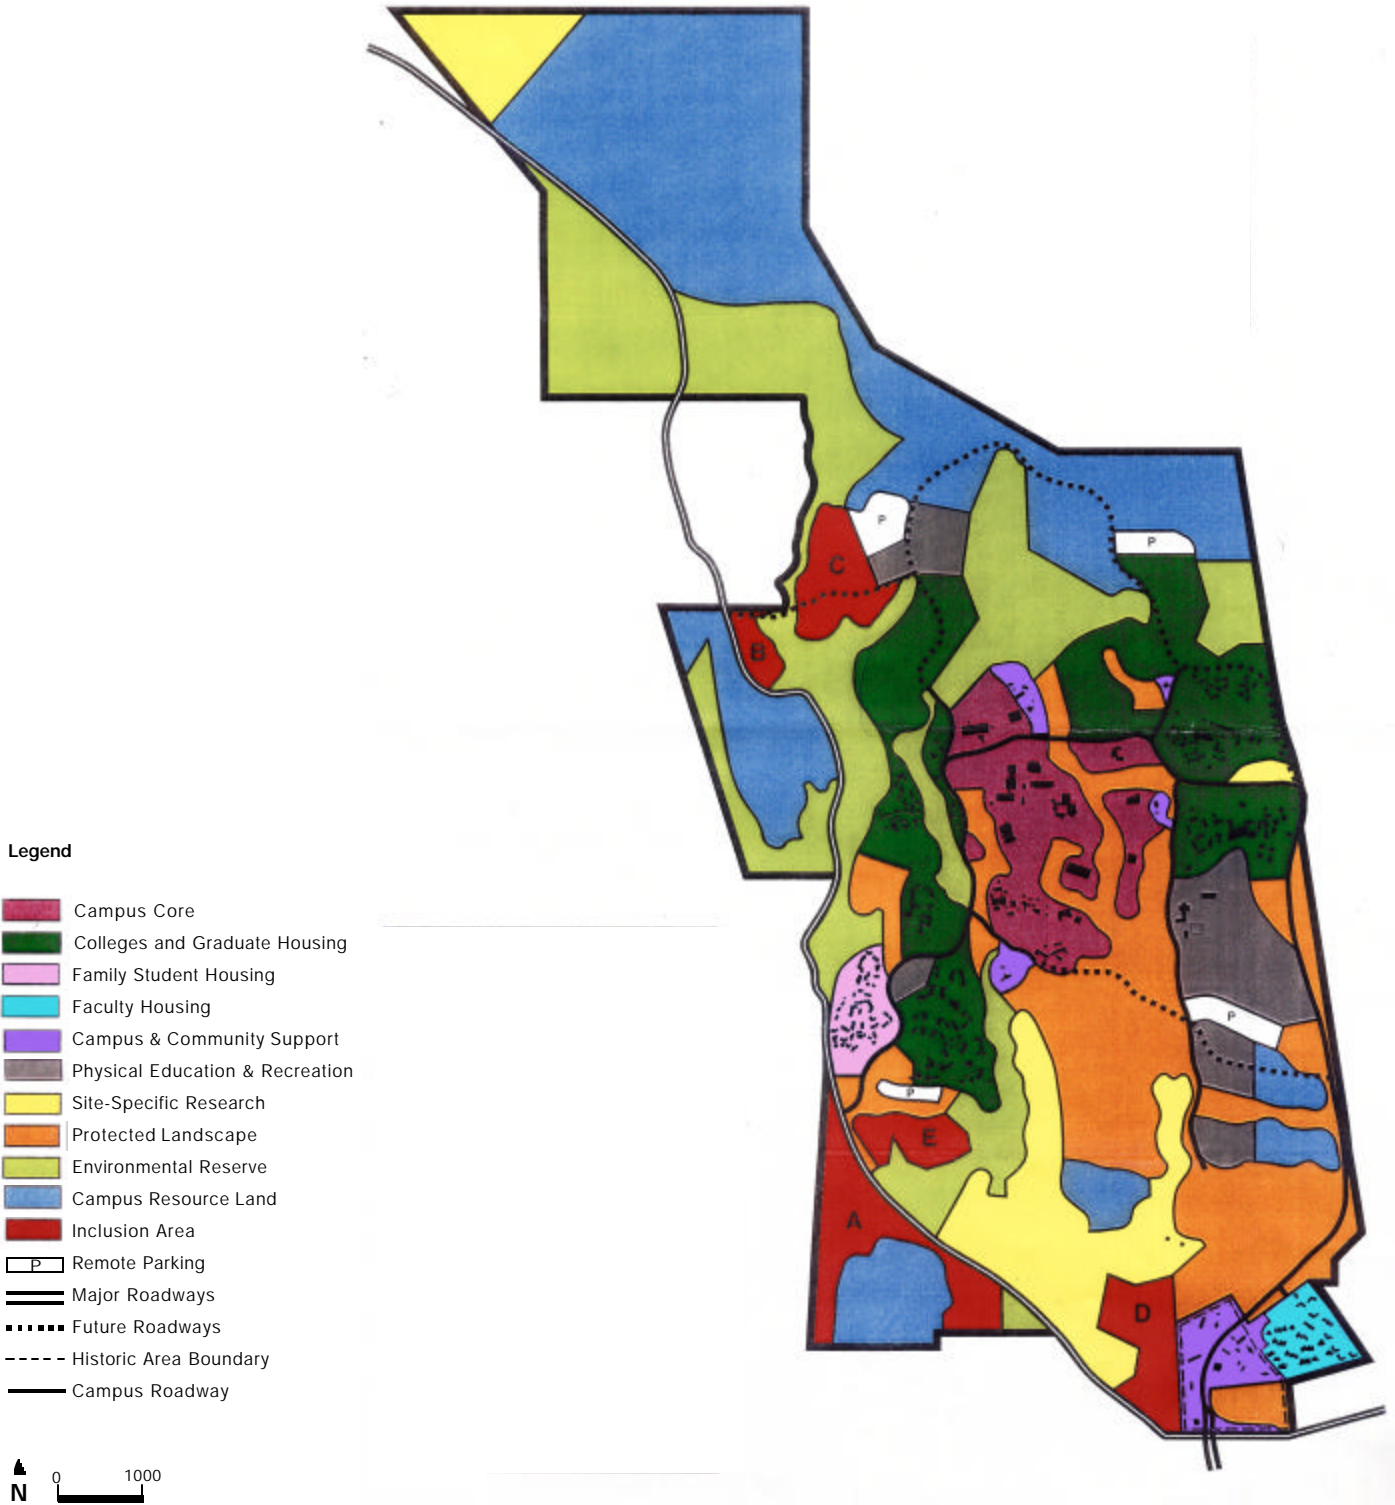 P
P
C
B
Legend
Campus Core
Colleges and Graduate Housing
Family Student Housing
Faculty Housing
Campus & Community Support
P
Physical Education & Recreation
Site-Specific Research
P
Protected Landscape
E
Environmental Reserve
Campus Resource Land
A
Inclusion Area
P Remote Parking
Major Roadways
D
Future Roadways
Historic Area Boundary
Campus Roadway
0 1000
N